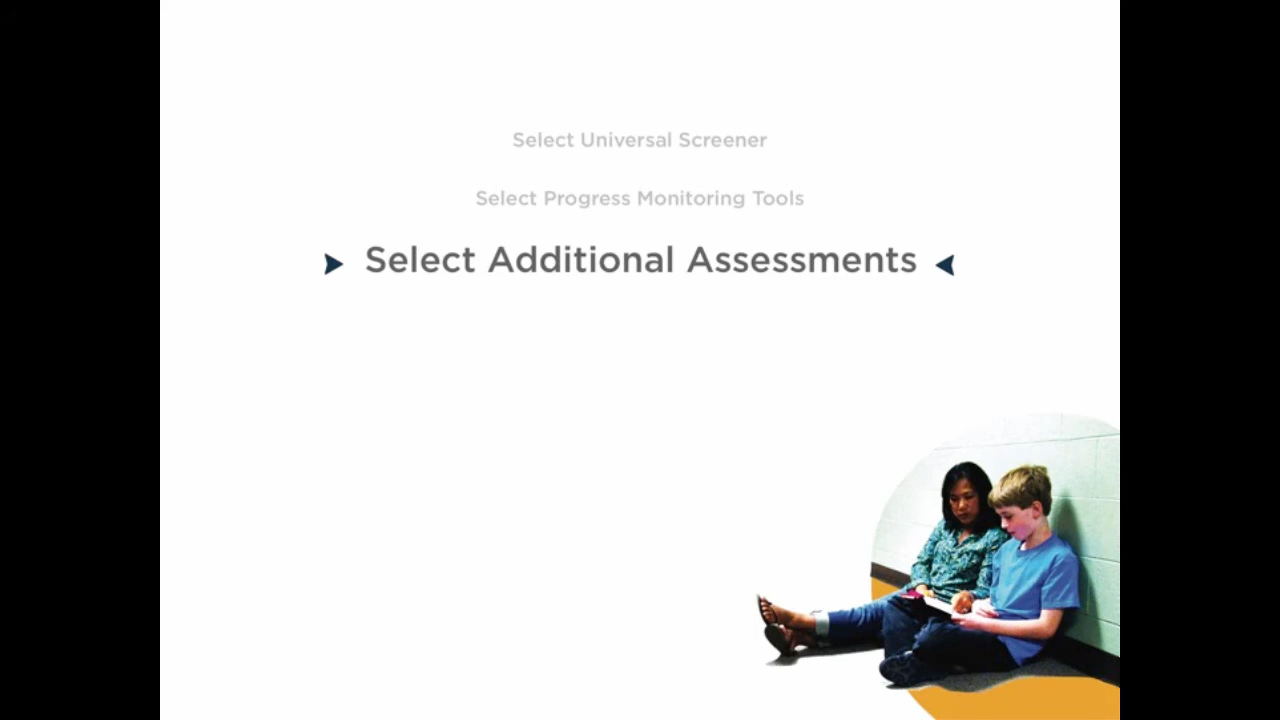 Select Universal Screener
Select Progress Monitoring Tools
Select Additional Assessments